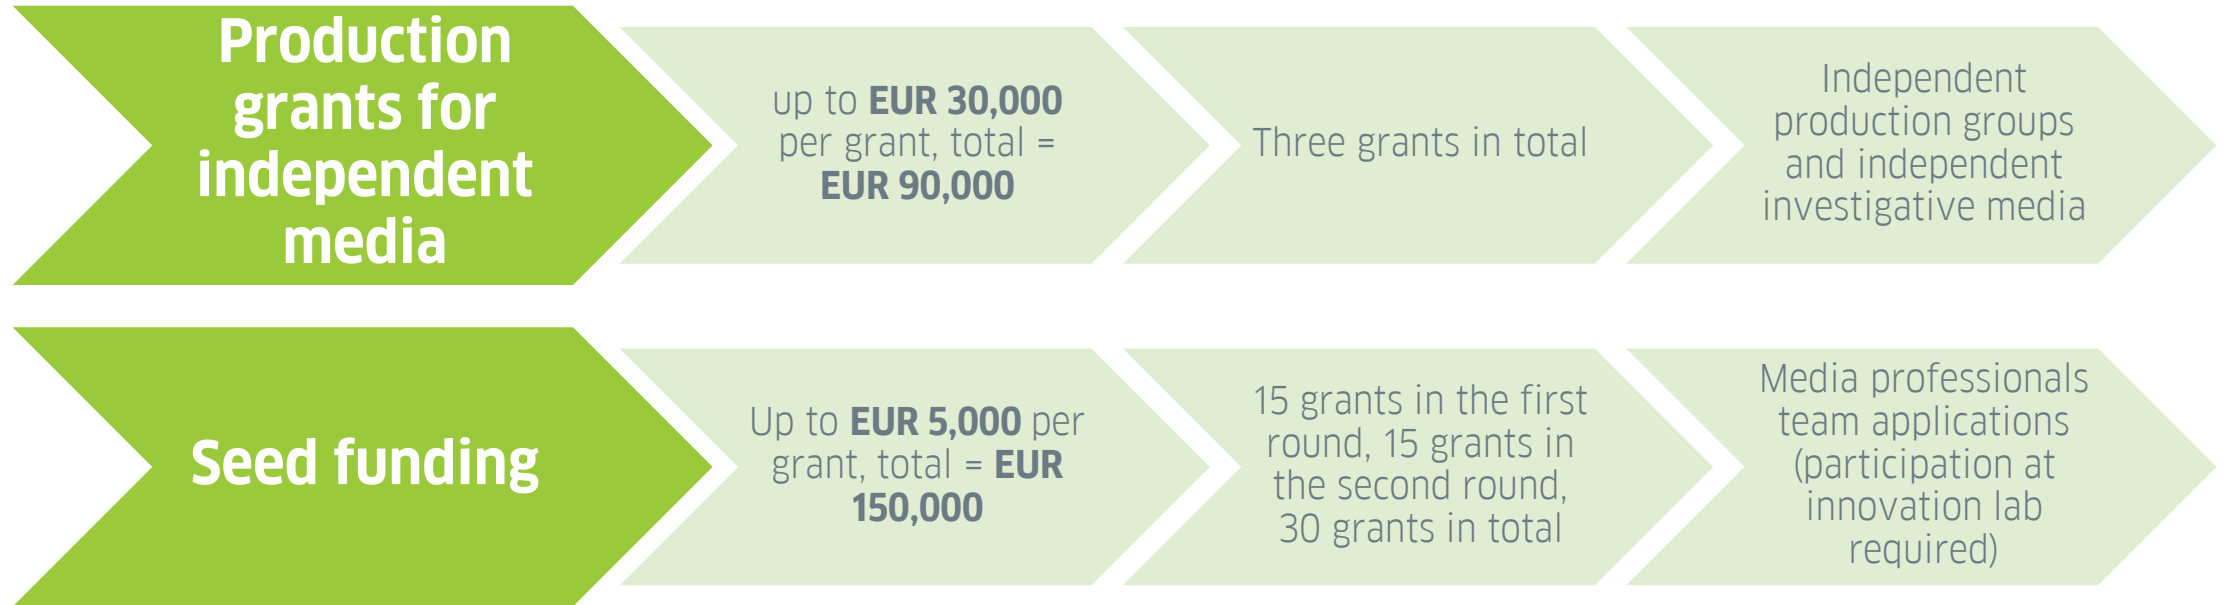 Production
grants for
independent
media
up to EUR 30,000
per grant, total =
EUR 90,000
Three grants in total
Independent
production groups
and independent
investigative media
Seed funding
Up to EUR 5,000 per
grant, total = EUR
150,000
15 grants in the first
round, 15 grants in
the second round,
30 grants in total
Media professionals
team applications
(participation at
innovation lab
required)